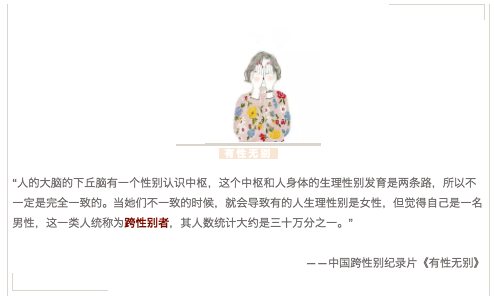 有性无别
“人的大脑的下丘脑有一个性别认识中枢，这个中枢和人身体的生理性别发育是两条路，所以不
一定是完全一致的。当她们不一致的时候，就会导致有的人生理性别是女性，但觉得自己是一名
男性，这一类人统称为跨性别者，其人数统计大约是三十万分之一。”
——中国跨性别纪录片《有性无别》